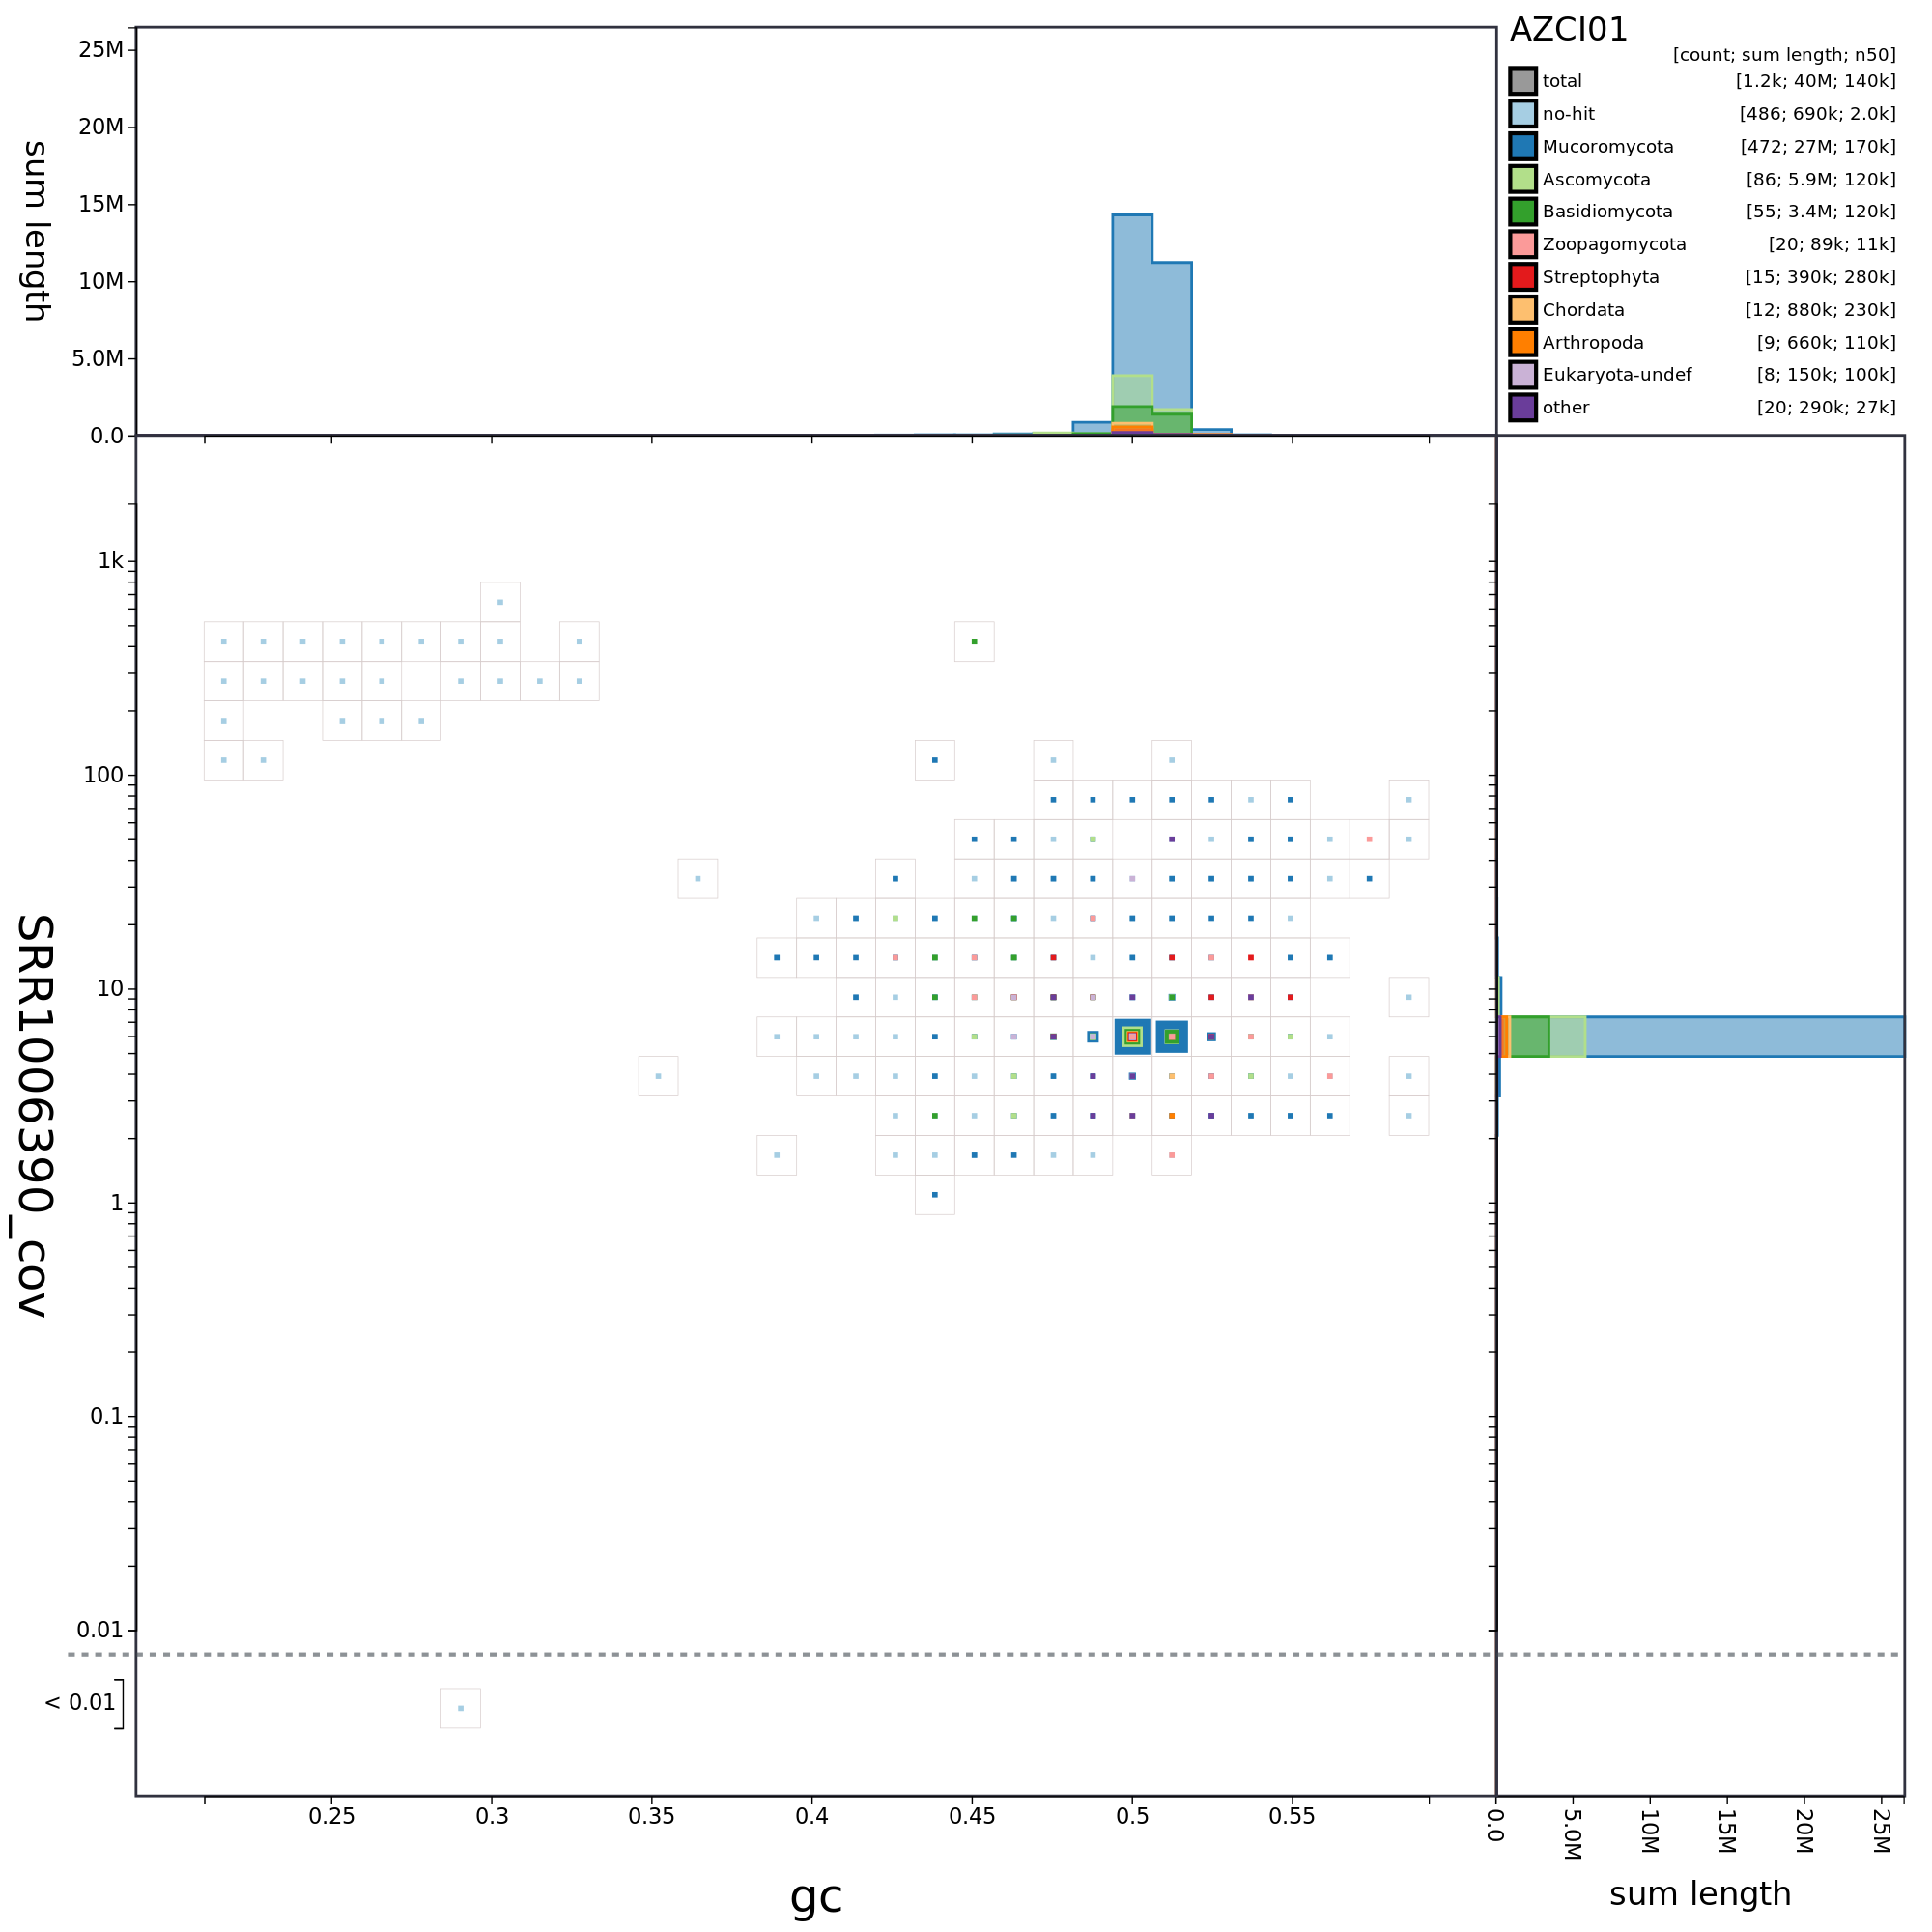 AZCI01
[count; sum length; n50]
total [1.2k; 40M; 140k]
no-hit [486; 690k; 2.0k]
Mucoromycota [472; 27M; 170k]
Ascomycota [86; 5.9M; 120k]
Basidiomycota [55; 3.4M; 120k]
Zoopagomycota [20; 89k; 11k]
Streptophyta [15; 390k; 280k]
Chordata [12; 880k; 230k]
Arthropoda [9; 660k; 110k]
Eukaryota-undef [8; 150k; 100k]
other [20; 290k; 27k]
sum length
25M
20M
15M
10M
5.0M
0.0
SRR1006390_cov
1k
100
10
1
0.1
0.01
< 0.01
0.25 0.3 0.35 0.4 0.45 0.5 0.55
gc
0.0 5.0M 10M 15M 20M 25M
sum length